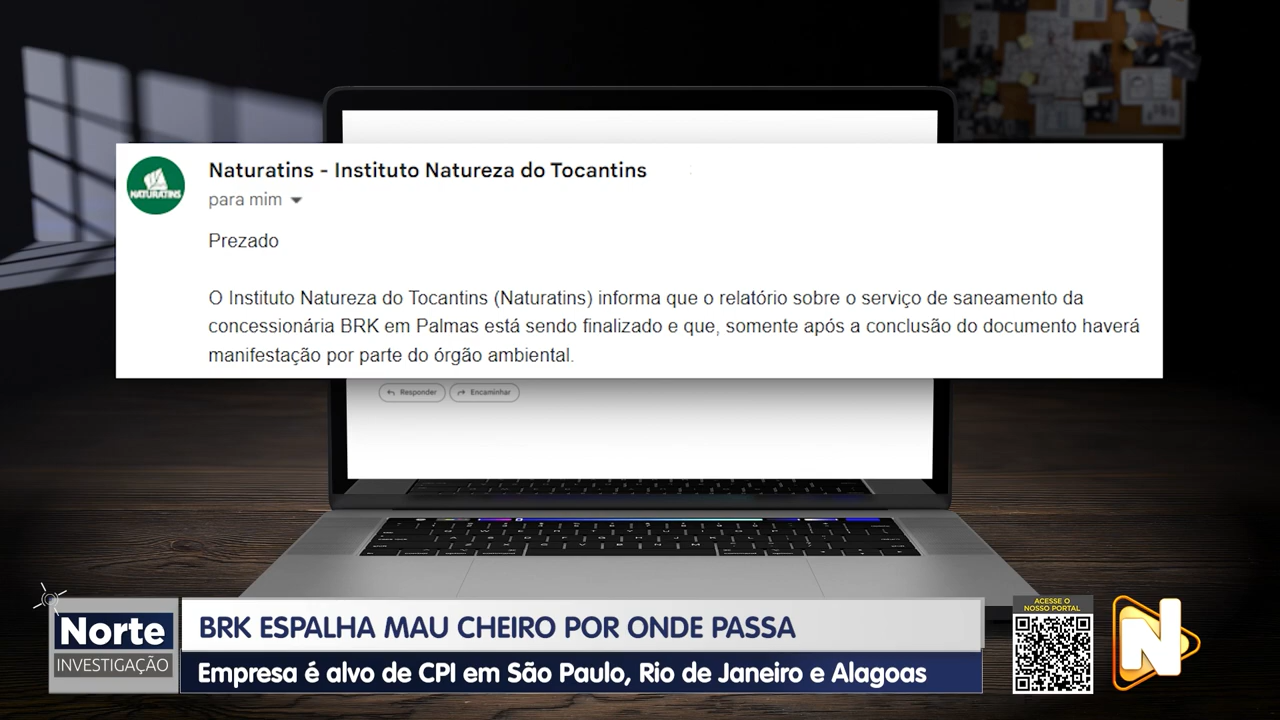 Naturatins - Instituto Natureza do Tocantins
NATURATINS
para mim
Prezado
O Instituto Natureza do Tocantins (Naturatins) informa que o relatório sobre o serviço de saneamento da
concessionária BRK em Palmas está sendo finalizado e que, somente após a conclusão do documento haverá
manifestação por parte do órgão ambiental.
Responder
Encaminhar
Norte
INVESTIGAÇÃO
BRK ESPALHA MAU CHEIRO POR ONDE PASSA
Empresa é alvo de CPI em São Paulo, Rio de Janeiro e Alagoas
ACESSE O
NOSSO PORTAL
N